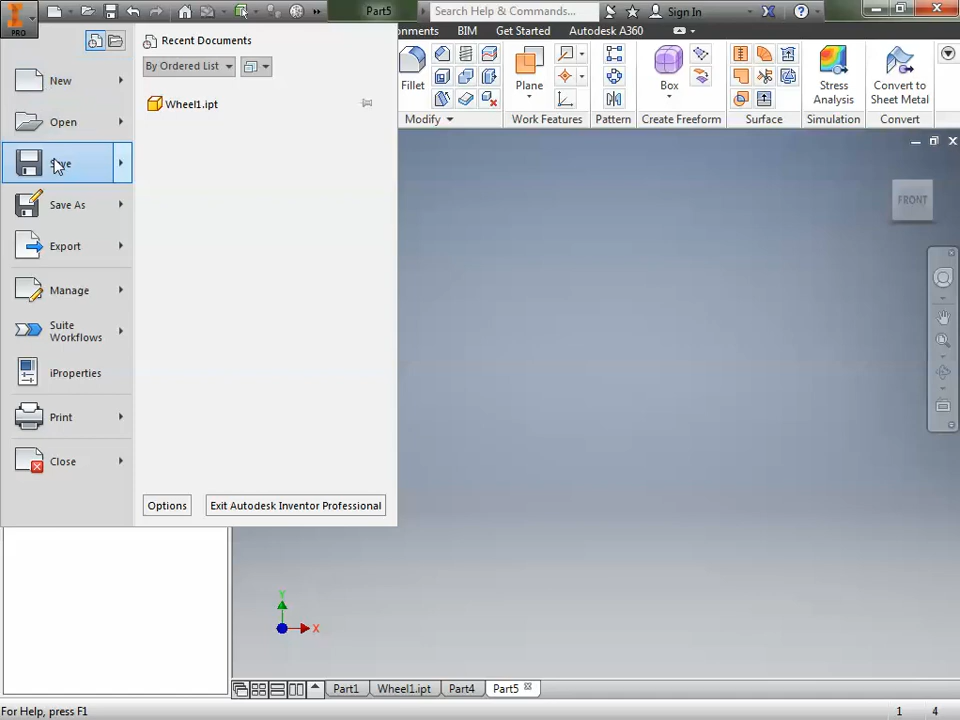 Part5
Search Help & Commands...
Sign In
PRO
onments
BIM
Get Started
Autodesk A360
Recent Documents
By Ordered List
Wheel1.ipt
New
Open
Save As
Export
Manage
Suite
Workflows
iProperties
Print
Close
Options
Exit Autodesk Inventor Professional
Fillet
Plane
Box
Stress
Analysis
Convert to
Sheet Metal
Modify
Work Features
Pattern
Create Freeform
Surface
Simulation
Convert
FRONT
Y
X
Part1
Wheel1.ipt
Part4
Part5
For Help, press F1
1
4